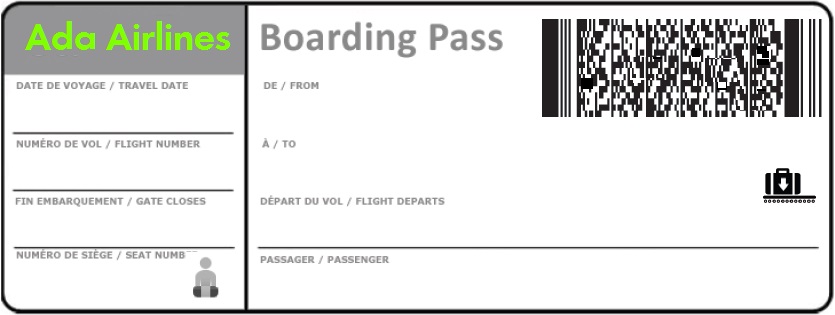 Ada Airlines
Boarding Pass
DATE DE VOYAGE / TRAVEL DATE
DE / FROM
NUMÉRO DE VOL / FLIGHT NUMBER
À / TO
FIN EMBARQUEMENT / GATE CLOSES
DÉPART DU VOL / FLIGHT DEPARTS
NUMÉRO DE SIÈGE / SEAT NUMB
PASSAGER / PASSENGER